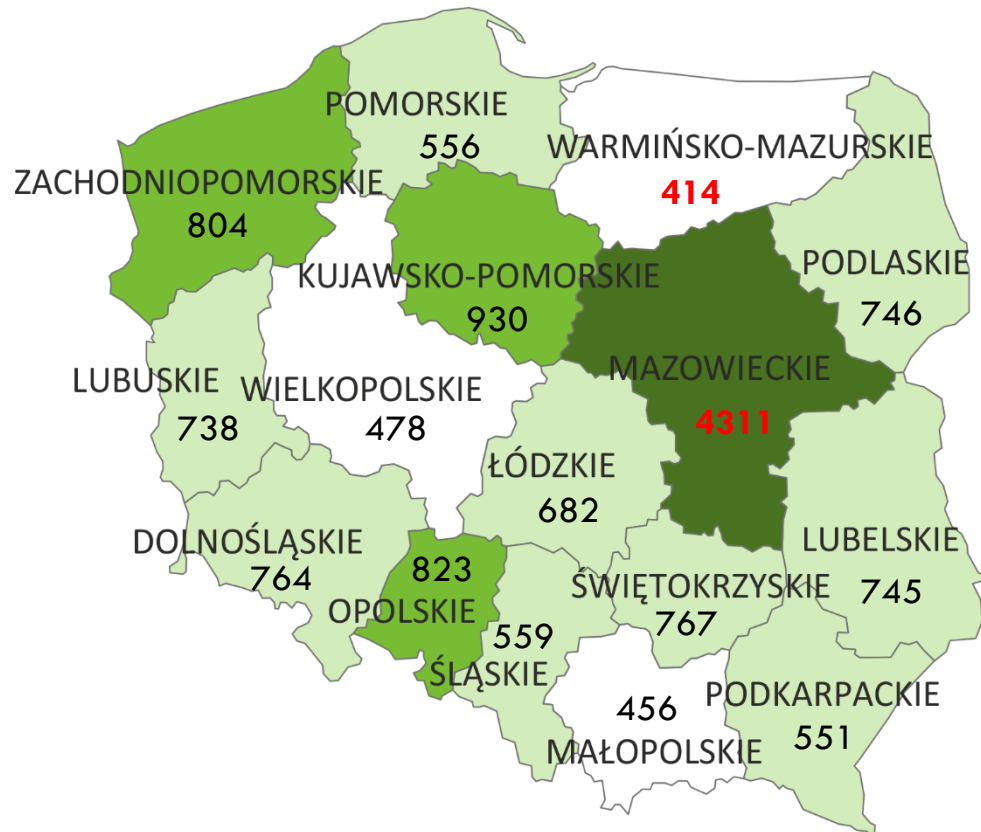 POMORSKIE
556
WARMIŃSKO-MAZURSKIE
414
ZACHODNIOPOMORSKIE
804
KUJAWSKO-POMORSKIE
930
PODLASKIE
746
LUBUSKIE
738
WIELKOPOLSKIE
478
MAZOWIECKIE
4311
ŁÓDZKIE
682
DOLNOŚLĄSKIE
764
823
OPOLSKIE
559
ŚLĄSKIE
ŚWIĘTOKRZYSKIE
767
LUBELSKIE
745
456
MAŁOPOLSKIE
PODKARPACKIE
551